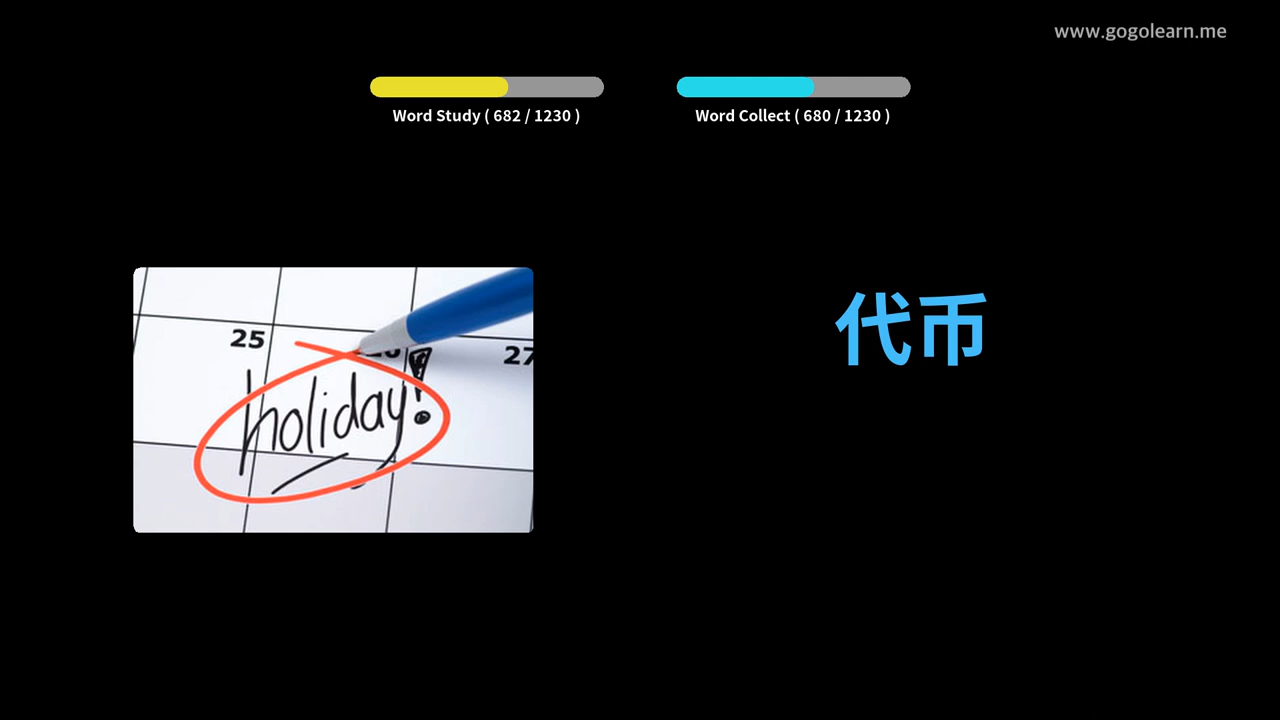 www.gogolearn.me
Word Study ( 682 / 1230 )
Word Collect ( 680 / 1230 )
代币
25
27
holiday!